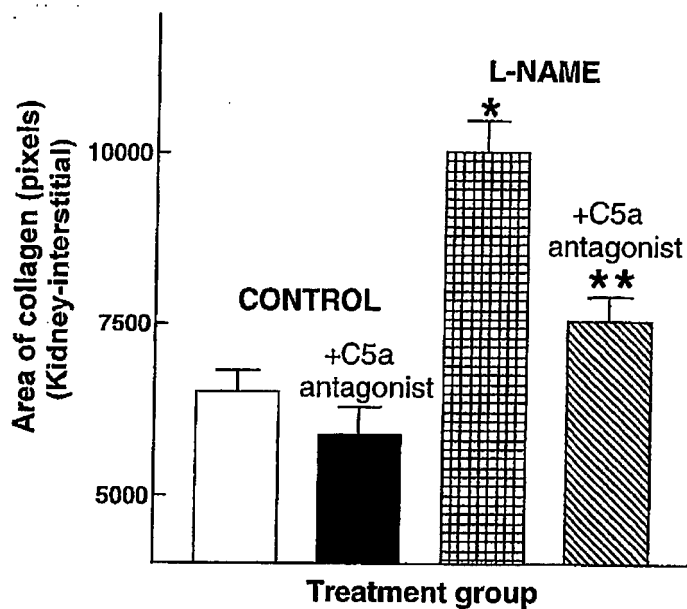 Area of collagen (pixels)
(Kidney-interstitial)
10000
7500
5000
CONTROL
+C5a
antagonist
L-NAME
*
+C5a
antagonist
**
Treatment group